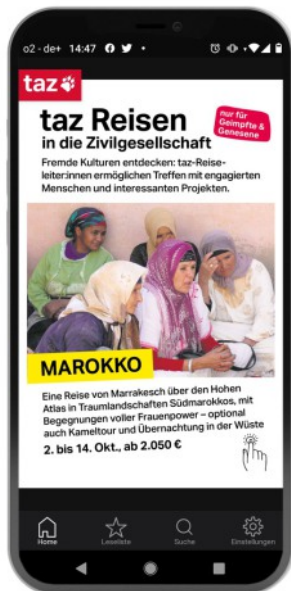 o2 - de+ 14:47
taz
taz Reisen
in die Zivilgesellschaft
nur für
Geimpfte &
Genesene
Fremde Kulturen entdecken: taz-Reise-
leiter:innen ermöglichen Treffen mit engagierten
Menschen und interessanten Projekten.
MAROKKO
Eine Reise von Marrakesch über den Hohen
Atlas in Traumlandschaften Südmarokkos, mit
Begegnungen voller Frauenpower – optional
auch Kameltour und Übernachtung in der Wüste
2. bis 14. Okt., ab 2.050 €
Home Leseliste Suche Einstellungen